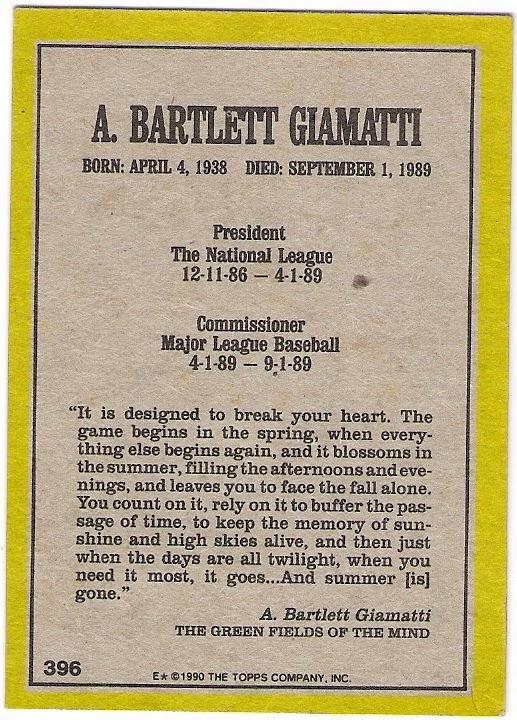 A. BARTLETT GIAMATTI
BORN: APRIL 4, 1938 DIED: SEPTEMBER 1, 1989
President
The National League
12-11-86 — 4-1-89
Commissioner
Major League Baseball
4-1-89 — 9-1-89
“It is designed to break your heart. The
game begins in the spring, when every-
thing else begins again, and it blossoms in
the summer, filling the afternoons and eve-
nings, and leaves you to face the fall alone.
You count on it, rely on it to buffer the pas-
sage of time, to keep the memory of sun-
shine and high skies alive, and then just
when the days are all twilight, when you
need it most, it goes...And summer [is]
gone.”
A. Bartlett Giamatti
THE GREEN FIELDS OF THE MIND
396
E★ ©1990 THE TOPPS COMPANY, INC.